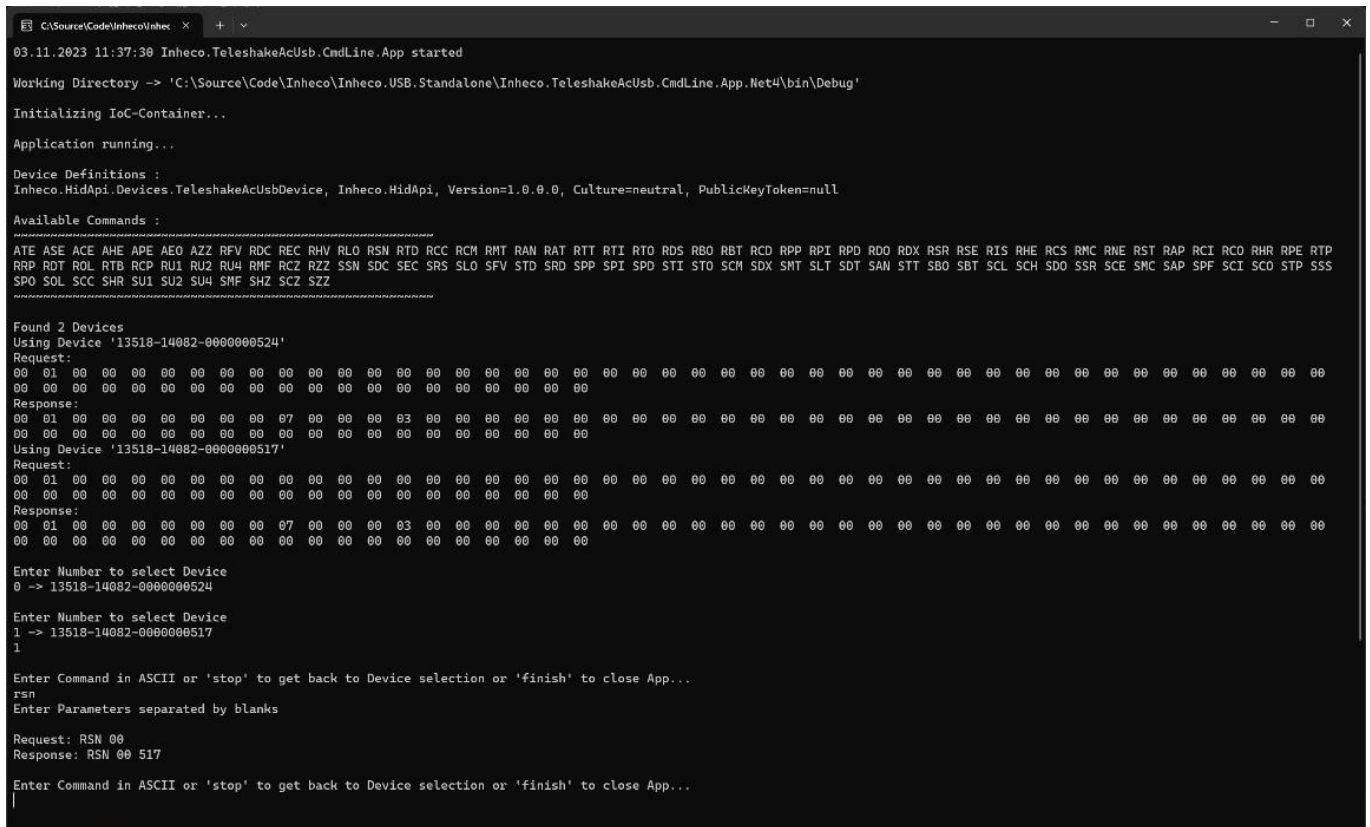 C:\Source\Code\Inheco\Inhec
03.11.2023 11:37:30 Inheco.TeleshakeAcUsb.CmdLine.App started
Working Directory -> 'C:\Source\Code\Inheco\Inheco.USB.Standalone\Inheco.TeleshakeAcUsb.CmdLine.App.Net4\bin\Debug'
Initializing IoC-Container...
Application running...
Device Definitions :
Inheco.HidApi.Devices.TeleshakeAcUsbDevice, Inheco.HidApi, Version=1.0.0.0, Culture=neutral, PublicKeyToken=null
Available Commands :
~~~~~~~~~~~~~~~~~~~~~~~~~~~~~~~~~~~~~~~~~~~~~~~~~~~~~~~~~
ATE ASE ACE AHE APE AEO AZZ RFV RDC REC RHV RLO RSN RTD RCC RCM RMT RAN RAT RTT RTI RTO RDS RBO RBT RCD RPP RPI RPD RDO RDX RSR RSE RIS RHE RCS RMC RNE RST RAP RCI RCO RHR RPE RTP
RRP RDT ROL RTB RCP RU1 RU2 RU4 RMF RCZ RZZ SSN SDC SEC SRS SLO SFV STD SRD SPP SPI SPD STI STO SCM SDX SMT SLT SDT SAN STT SBO SBT SCL SCH SDO SSR SCE SMC SAP SPF SCI SCO STP SSS
SPO SOL SCC SHR SU1 SU2 SU4 SMF SHZ SCZ SZZ
~~~~~~~~~~~~~~~~~~~~~~~~~~~~~~~~~~~~~~~~~~~~~~~~~~~~~~~~~
Found 2 Devices
Using Device '13518-14082-0000000524'
Request:
00 01 00 00 00 00 00 00 00 00 00 00 00 00 00 00 00 00 00 00 00 00 00 00 00 00 00 00 00 00 00 00 00 00 00 00 00 00 00 00 00 00 00 00 00
00 00 00 00 00 00 00 00 00 00 00 00 00 00 00 00 00 00 00 00
Response:
00 01 00 00 00 00 00 00 00 07 00 00 00 03 00 00 00 00 00 00 00 00 00 00 00 00 00 00 00 00 00 00 00 00 00 00 00 00 00 00 00 00 00 00 00
00 00 00 00 00 00 00 00 00 00 00 00 00 00 00 00 00 00 00 00
Using Device '13518-14082-0000000517'
Request:
00 01 00 00 00 00 00 00 00 00 00 00 00 00 00 00 00 00 00 00 00 00 00 00 00 00 00 00 00 00 00 00 00 00 00 00 00 00 00 00 00 00 00 00 00
00 00 00 00 00 00 00 00 00 00 00 00 00 00 00 00 00 00 00 00
Response:
00 01 00 00 00 00 00 00 00 07 00 00 00 03 00 00 00 00 00 00 00 00 00 00 00 00 00 00 00 00 00 00 00 00 00 00 00 00 00 00 00 00 00 00 00
00 00 00 00 00 00 00 00 00 00 00 00 00 00 00 00 00 00 00 00
Enter Number to select Device
0 -> 13518-14082-0000000524
Enter Number to select Device
1 -> 13518-14082-0000000517
1
Enter Command in ASCII or 'stop' to get back to Device selection or 'finish' to close App...
rsn
Enter Parameters separated by blanks
Request: RSN 00
Response: RSN 00 517
Enter Command in ASCII or 'stop' to get back to Device selection or 'finish' to close App...